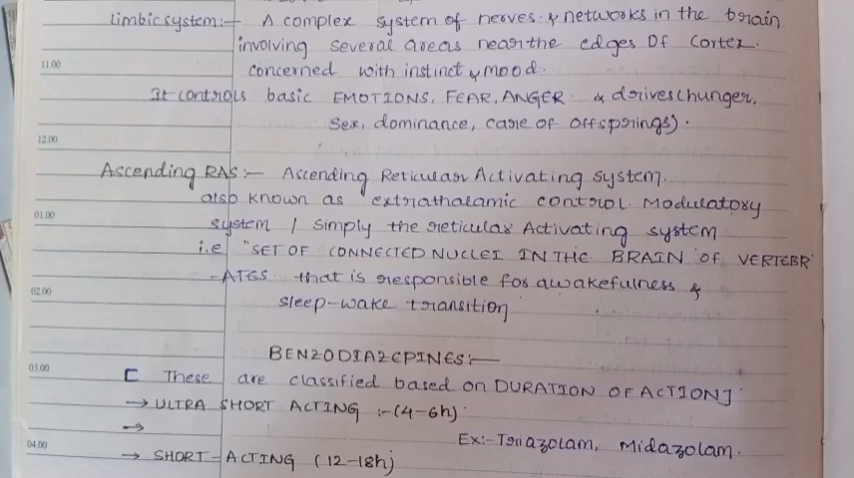 Limbic system:- A complex system of nerves & networks in the brain
involving several areas near the edges Of Cortex.
11.00
concerned with instinct & mood.
It controls basic EMOTIONS, FEAR, ANGER & drives (hunger,
Sex, dominance, care of offsprings).
12.00
Ascending RAS:- Ascending Reticular Activating system.
also known as "extrathalamic control Modulatory
01.00
system / simply the reticular Activating system
i.e "SET OF CONNECTED NUCLEI IN THE BRAIN Of VERTEBR
-ATES that is responsible for awakefulness &
02.00
sleep-wake transition
BENZODIAZEPINES:-
03.00
[ These are classified based on DURATION OF ACTION]
→ ULTRA SHORT ACTING :- (4-6h)
→
Ex:- Triazolam, Midazolam.
04.00
→ SHORT-ACTING (12-18h)